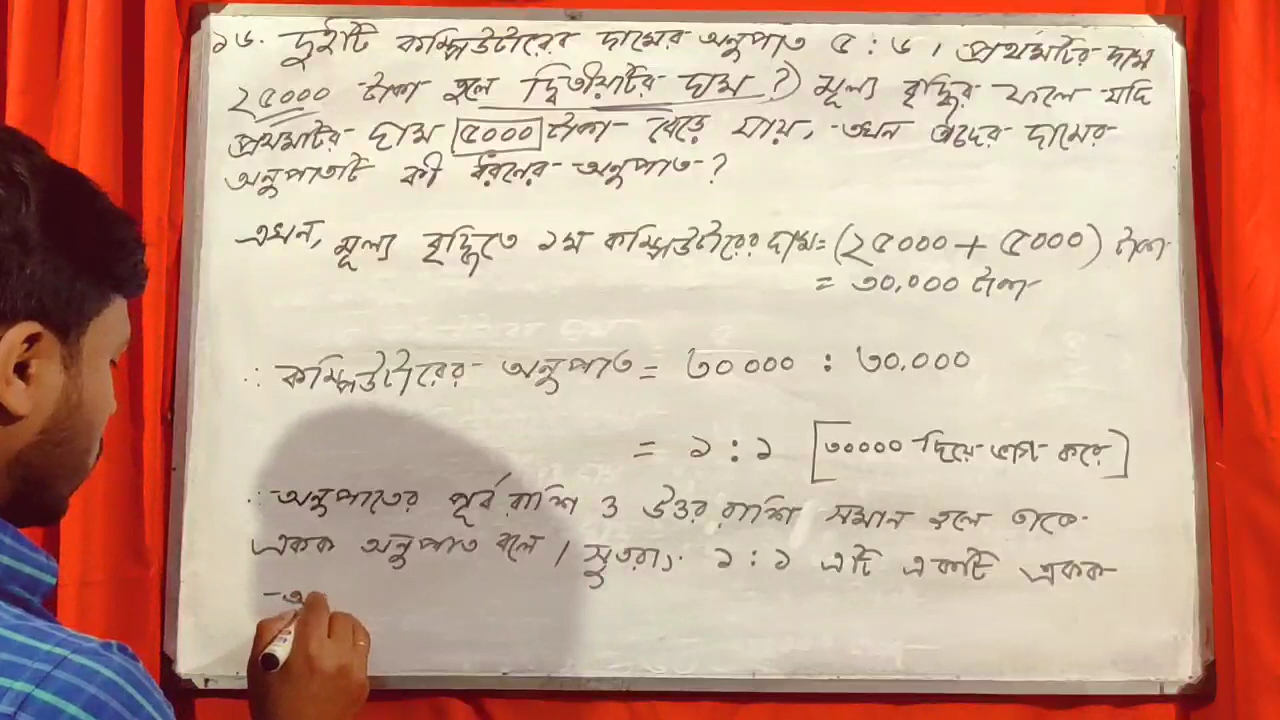 ১৬. দুইটি কম্পিউটারের দামের অনুপাত ৫ : ৬। প্রথমটির দাম
২৫০০০ টাকা হলে দ্বিতীয়টির দাম ?) মূল্য বৃদ্ধির ফলে যদি
প্রথমটির দাম ৫০০০ টাকা বেড়ে যায়, তখন তাদের দামের
অনুপাতটি কী ধরনের অনুপাত ?
এখন, মূল্য বৃদ্ধিতে ১ম কম্পিউটারের দাম = (২৫০০০ + ৫০০০) টাকা
= ৩০,০০০ টাকা
∴ কম্পিউটারের অনুপাত = ৩০০০০ : ৩০,০০০
= ১ : ১ [৩০০০০ দিয়ে ভাগ করে]
∴ অনুপাতের পূর্ব রাশি ও উত্তর রাশি সমান হলে তাকে
একক অনুপাত বলে। সুতরাং ১ : ১ এটি একটি একক
অ